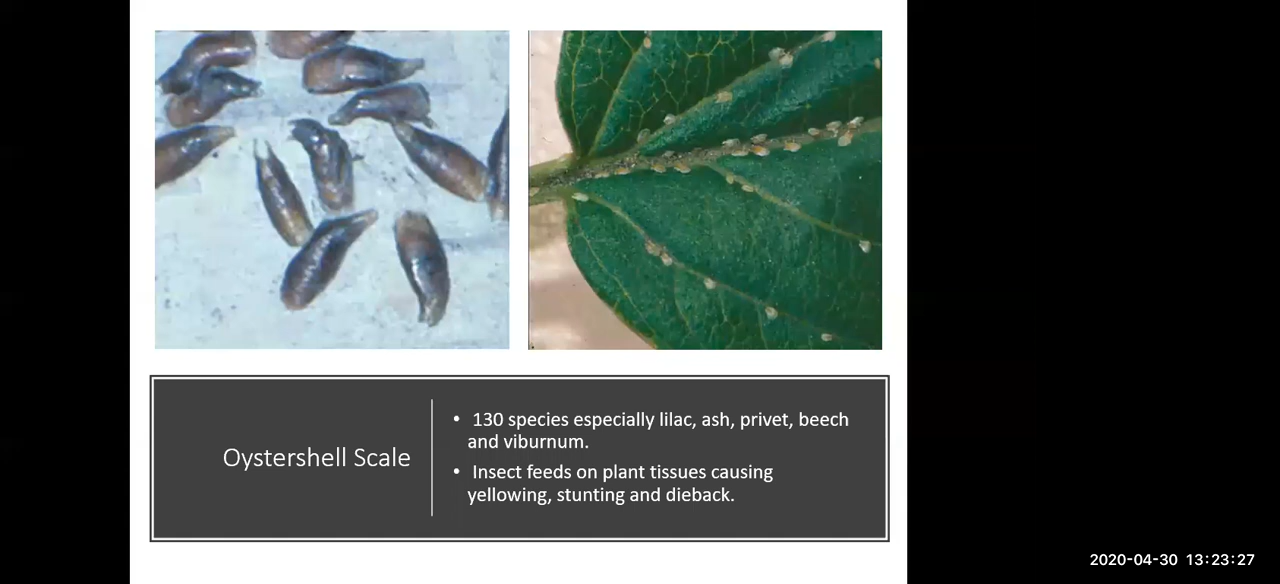 Oystershell Scale
• 130 species especially lilac, ash, privet, beech
and viburnum.
• Insect feeds on plant tissues causing
yellowing, stunting and dieback.
2020-04-30 13:23:27